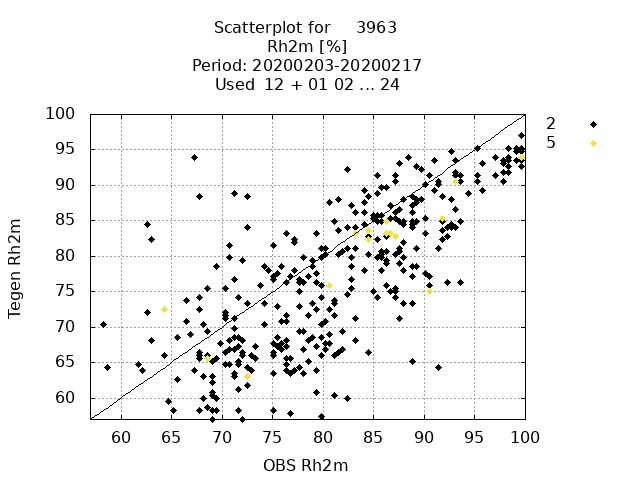 Scatterplot for 3963
Rh2m [%]
Period: 20200203-20200217
Used 12 + 01 02 ... 24
2
5
100
95
90
85
80
75
70
65
60
Tegen Rh2m
60 65 70 75 80 85 90 95 100
OBS Rh2m